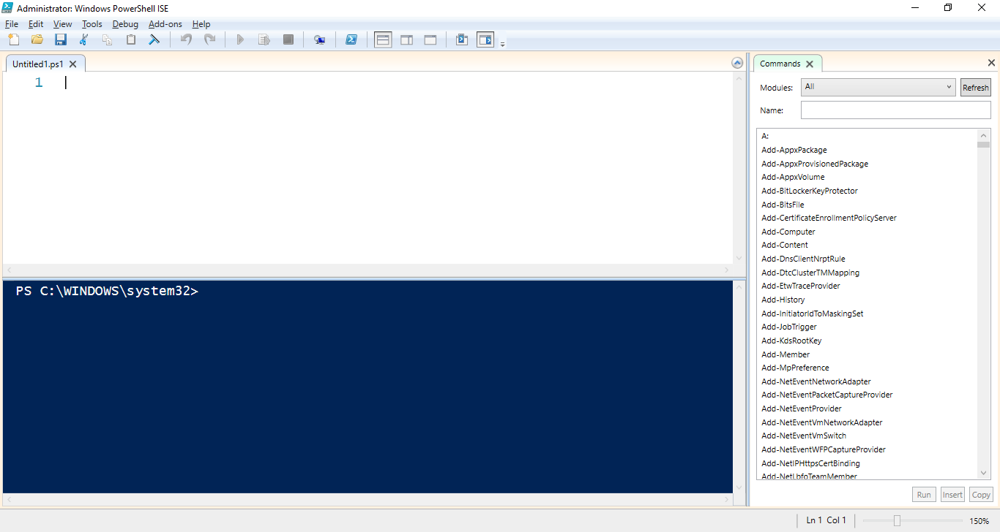 Administrator: Windows PowerShell ISE
File Edit View Tools Debug Add-ons Help
Untitled1.ps1
1
PS C:\WINDOWS\system32>
Commands
Modules: All Refresh
Name:
A:
Add-AppxPackage
Add-AppxProvisionedPackage
Add-AppxVolume
Add-BitLockerKeyProtector
Add-BitsFile
Add-CertificateEnrollmentPolicyServer
Add-Computer
Add-Content
Add-DnsClientNrptRule
Add-DtcClusterTMMapping
Add-EtwTraceProvider
Add-History
Add-InitiatorIdToMaskingSet
Add-JobTrigger
Add-KdsRootKey
Add-Member
Add-MpPreference
Add-NetEventNetworkAdapter
Add-NetEventPacketCaptureProvider
Add-NetEventProvider
Add-NetEventVmNetworkAdapter
Add-NetEventVmSwitch
Add-NetEventWFPCaptureProvider
Add-NetIPHttpsCertBinding
Add-NetLbfoTeamMember
Run Insert Copy
Ln 1 Col 1 150%